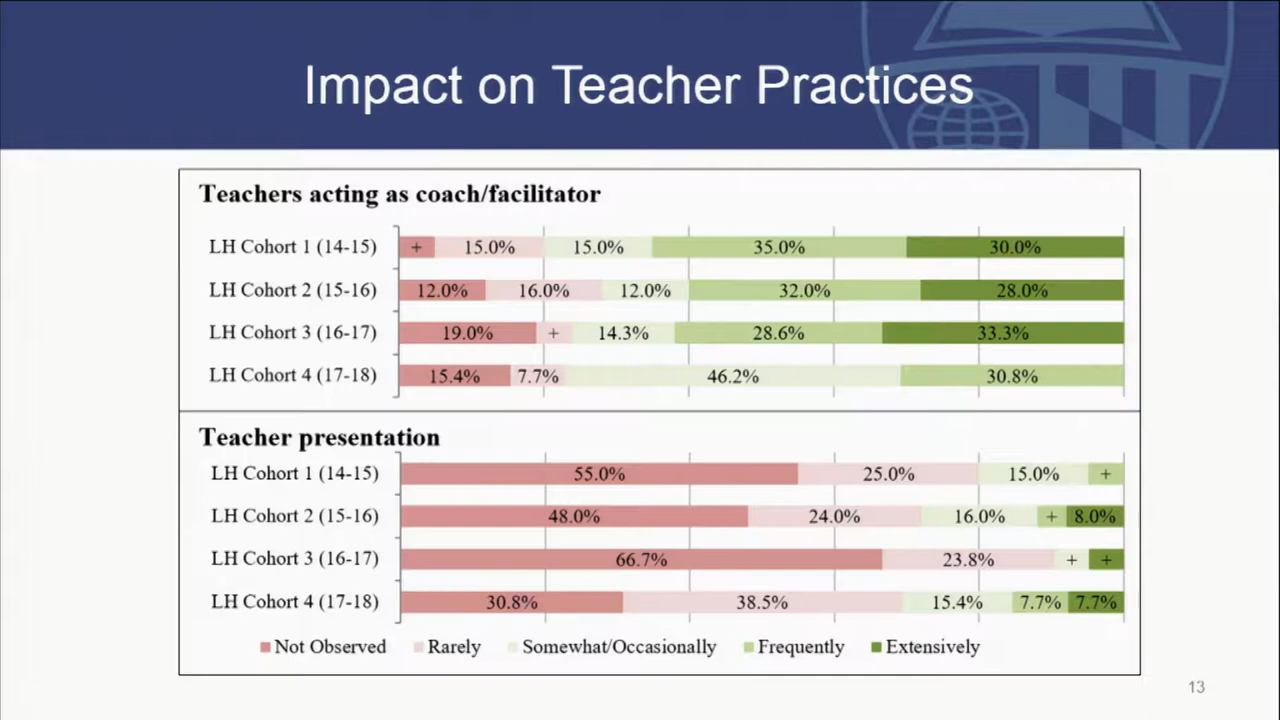 Impact on Teacher Practices
Teachers acting as coach/facilitator
LH Cohort 1 (14-15) + 15.0% 15.0% 35.0% 30.0%
LH Cohort 2 (15-16) 12.0% 16.0% 12.0% 32.0% 28.0%
LH Cohort 3 (16-17) 19.0% + 14.3% 28.6% 33.3%
LH Cohort 4 (17-18) 15.4% 7.7% 46.2% 30.8%
Teacher presentation
LH Cohort 1 (14-15) 55.0% 25.0% 15.0% +
LH Cohort 2 (15-16) 48.0% 24.0% 16.0% + 8.0%
LH Cohort 3 (16-17) 66.7% 23.8% + +
LH Cohort 4 (17-18) 30.8% 38.5% 15.4% 7.7% 7.7%
Not Observed Rarely Somewhat/Occasionally Frequently Extensively
13